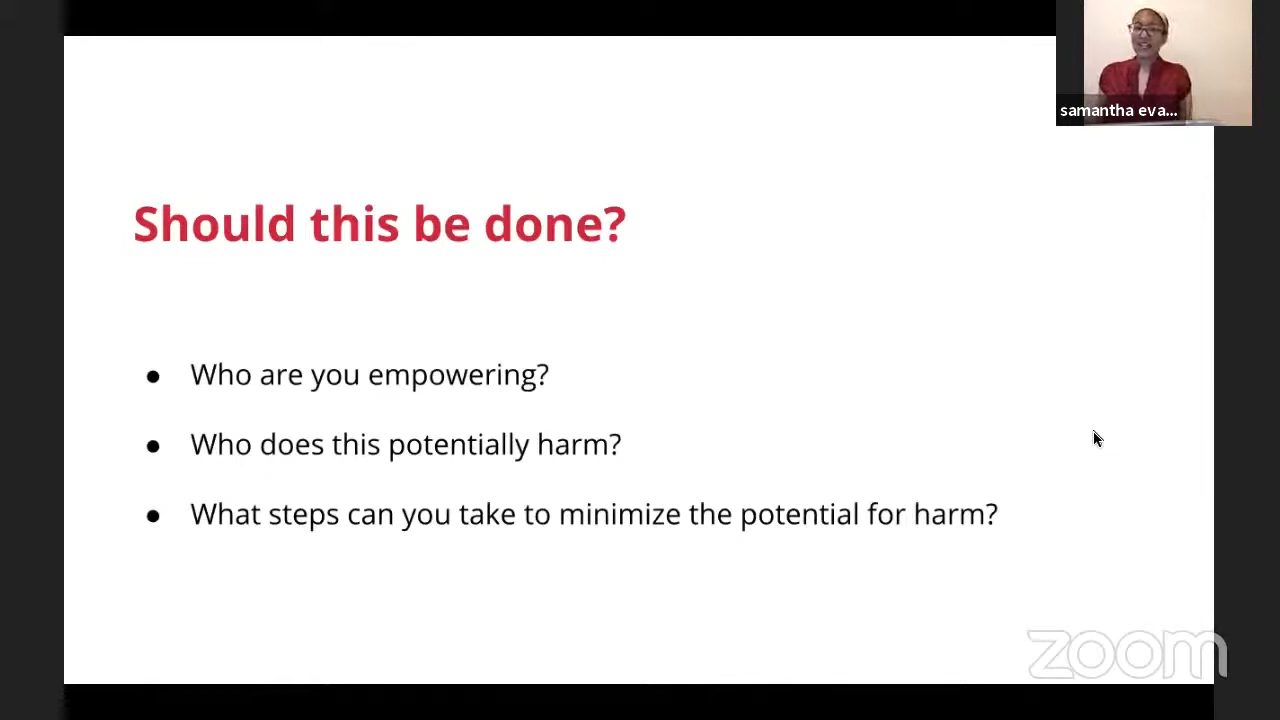 samantha eva...
Should this be done?
● Who are you empowering?
● Who does this potentially harm?
● What steps can you take to minimize the potential for harm?
zoom